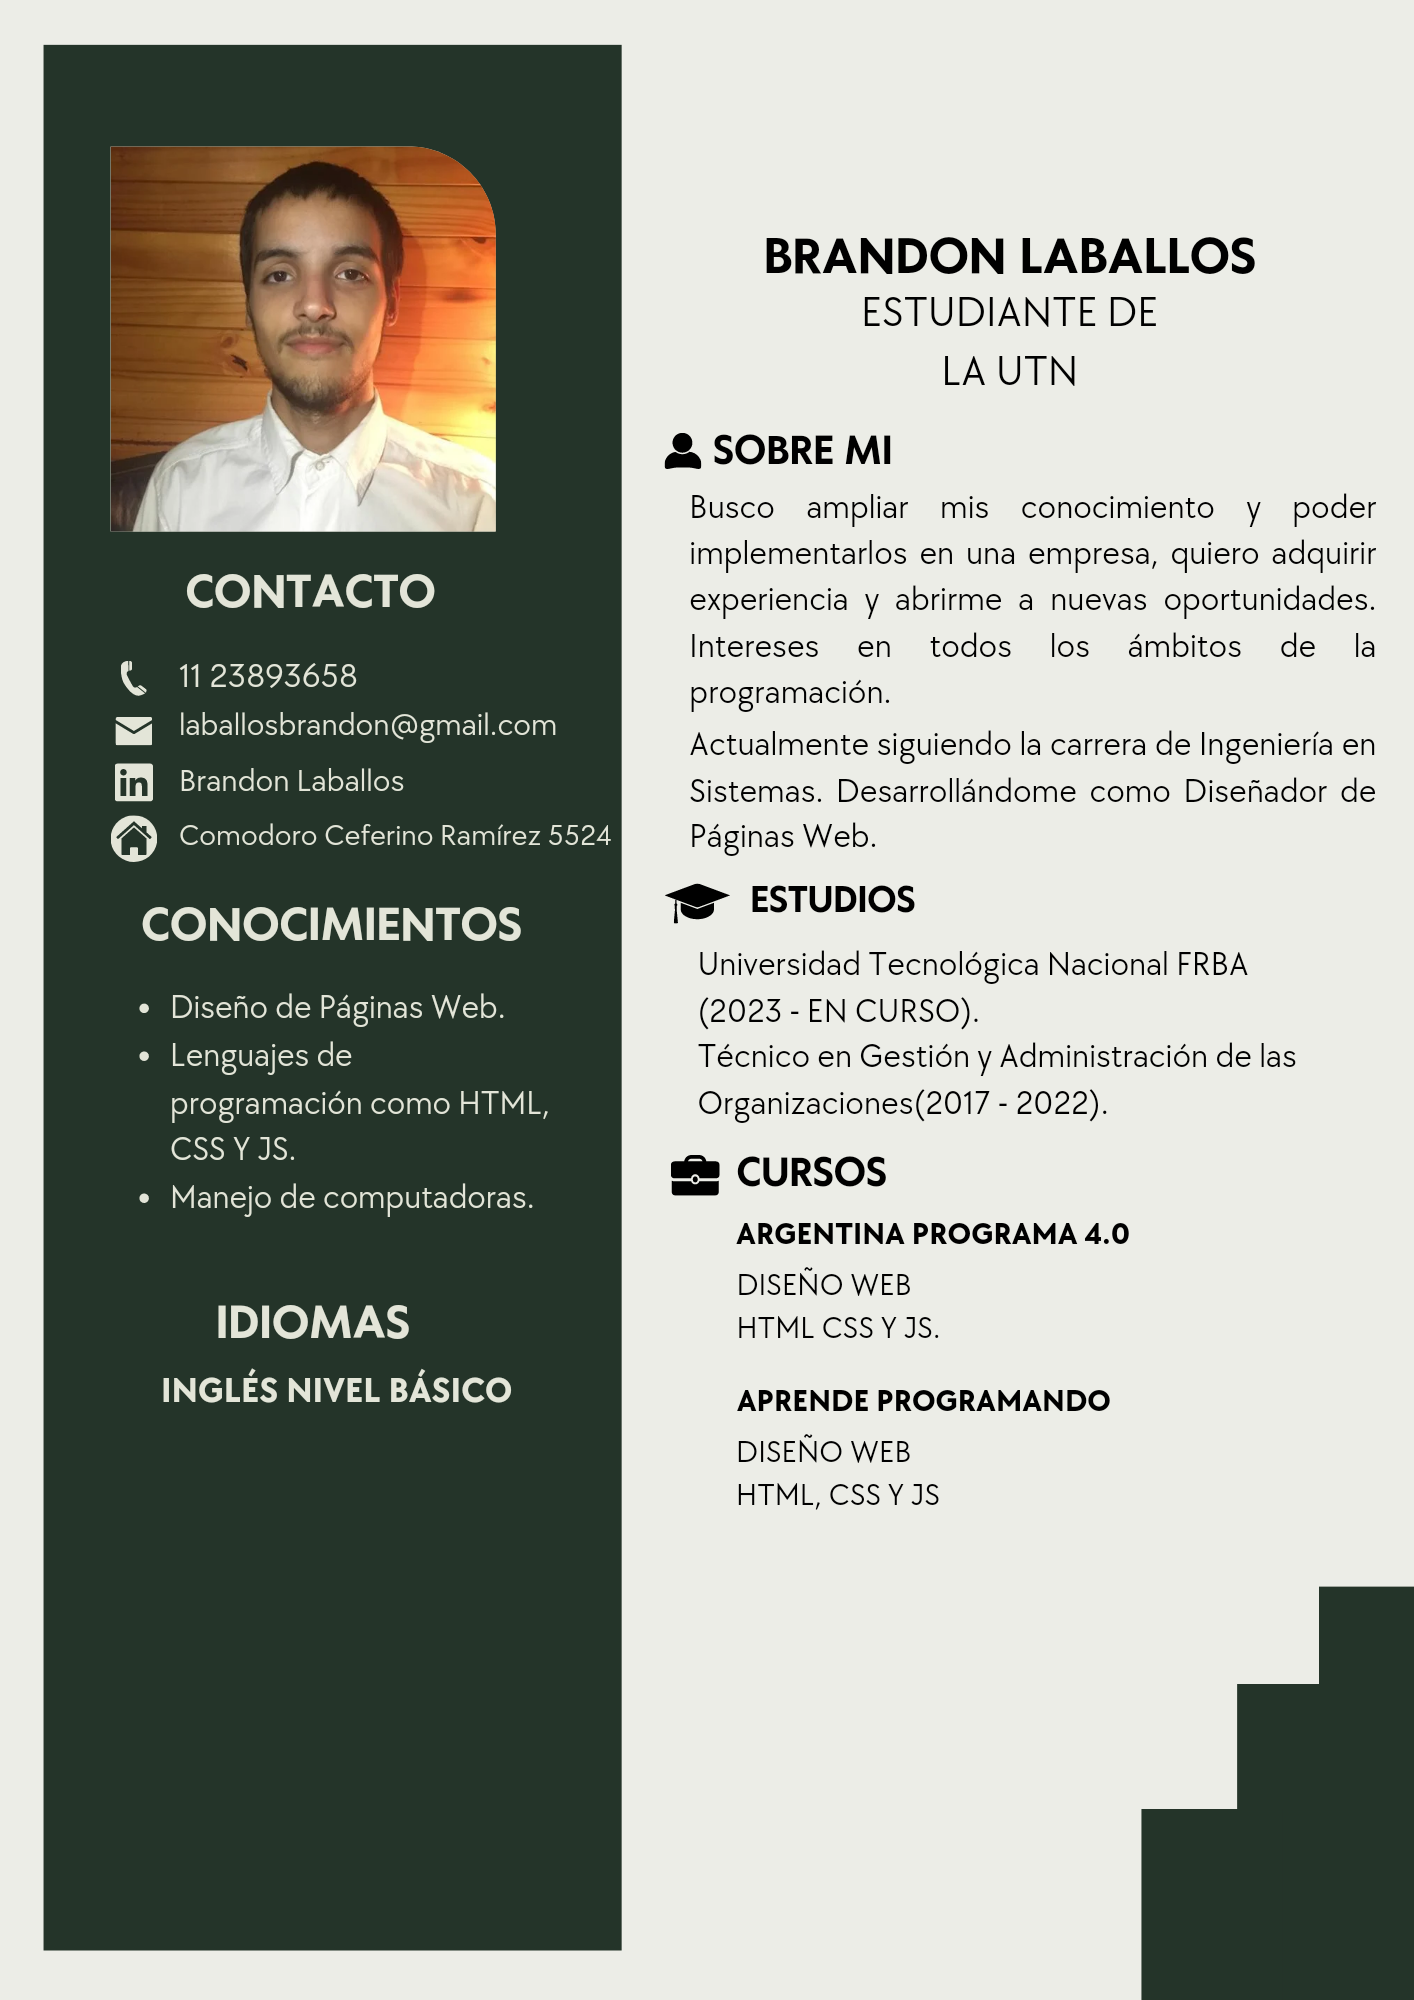 CONTACTO
11 23893658
laballosbrandon@gmail.com
Brandon Laballos
Comodoro Ceferino Ramírez 5524
CONOCIMIENTOS
• Diseño de Páginas Web.
• Lenguajes de
programación como HTML,
CSS Y JS.
• Manejo de computadoras.
IDIOMAS
INGLÉS NIVEL BÁSICO
BRANDON LABALLOS
ESTUDIANTE DE
LA UTN
SOBRE MI
Busco ampliar mis conocimiento y poder
implementarlos en una empresa, quiero adquirir
experiencia y abrirme a nuevas oportunidades.
Intereses en todos los ámbitos de la
programación.
Actualmente siguiendo la carrera de Ingeniería en
Sistemas. Desarrollándome como Diseñador de
Páginas Web.
ESTUDIOS
Universidad Tecnológica Nacional FRBA
(2023 - EN CURSO).
Técnico en Gestión y Administración de las
Organizaciones(2017 - 2022).
CURSOS
ARGENTINA PROGRAMA 4.0
DISEÑO WEB
HTML CSS Y JS.
APRENDE PROGRAMANDO
DISEÑO WEB
HTML, CSS Y JS